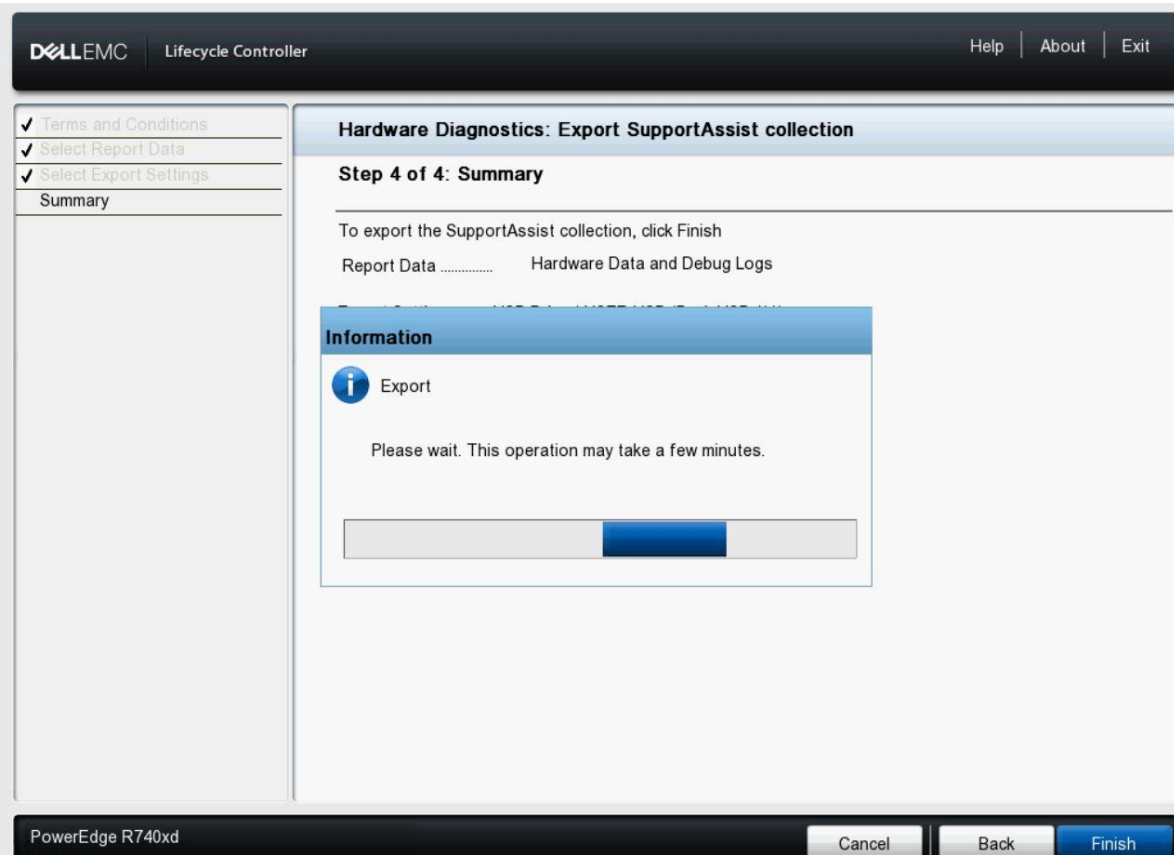 DELLEMC Lifecycle Controller Help About Exit
Terms and Conditions
Select Report Data
Select Export Settings
Summary
Hardware Diagnostics: Export SupportAssist collection
Step 4 of 4: Summary
To export the SupportAssist collection, click Finish
Report Data ............... Hardware Data and Debug Logs
Information
Export
Please wait. This operation may take a few minutes.
PowerEdge R740xd
Cancel Back Finish